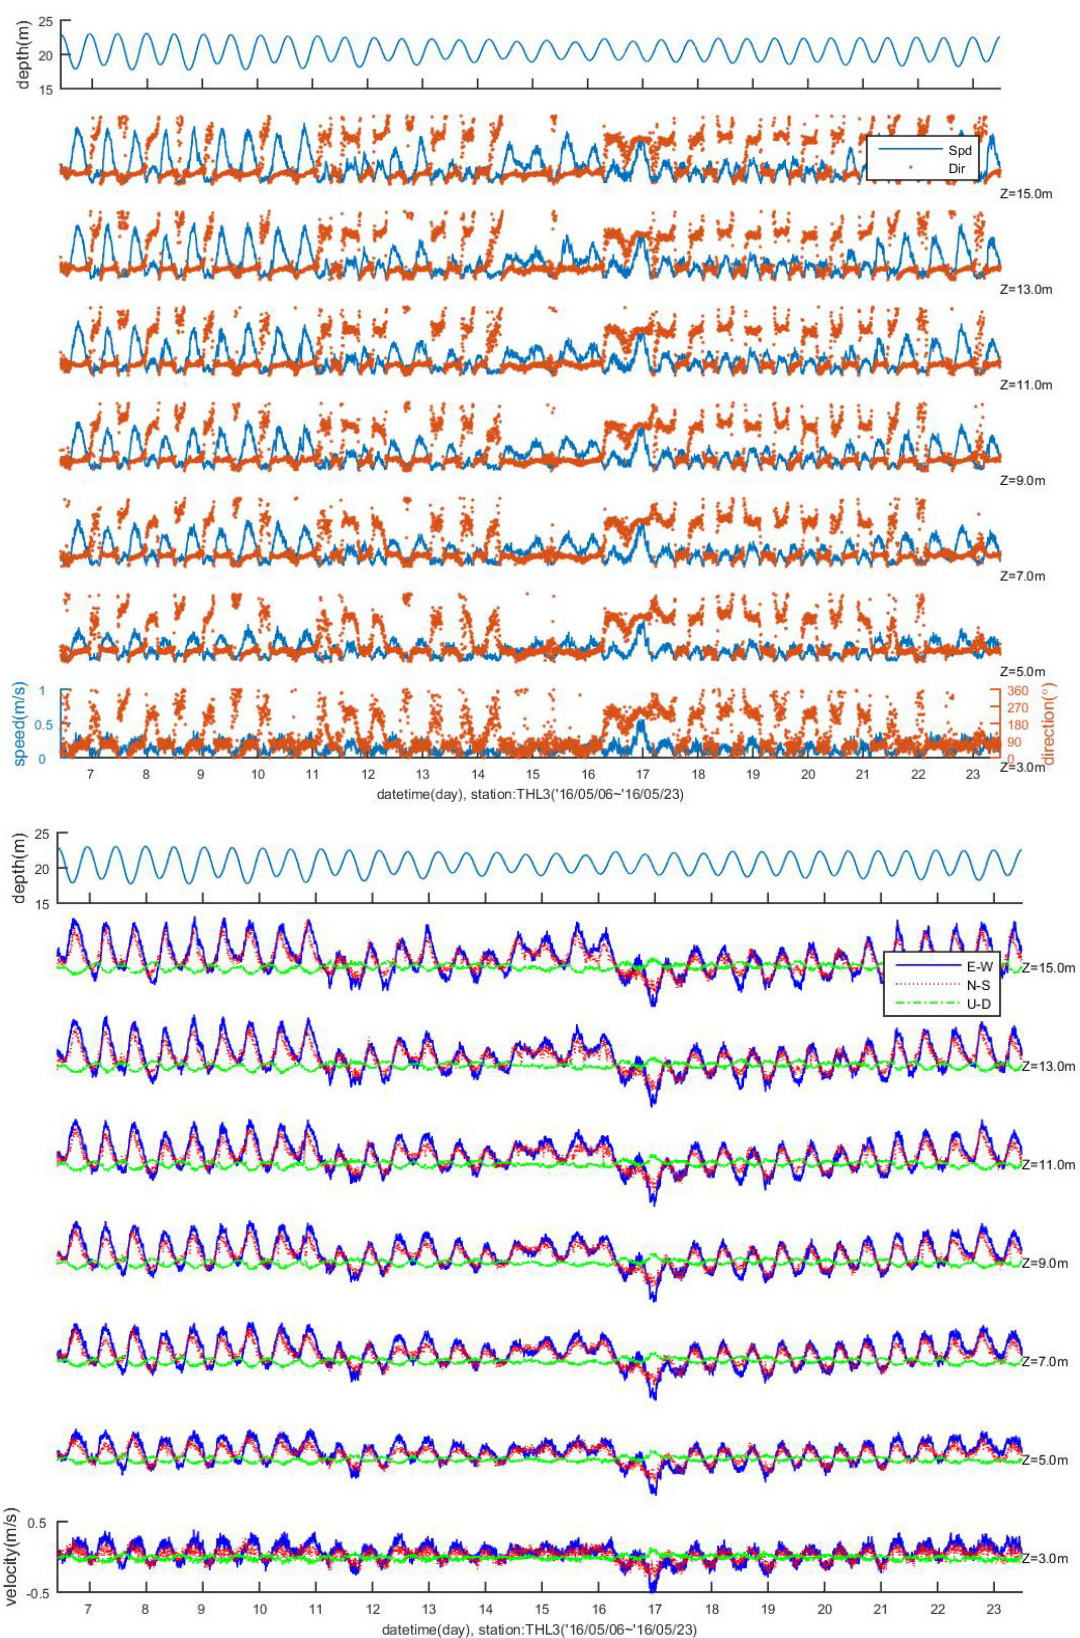 25
20
15
depth(m)
Spd
Dir
Z=15.0m
Z=13.0m
Z=11.0m
Z=9.0m
Z=7.0m
Z=5.0m
1
0.5
0
speed(m/s)
360
270
180
90
0
direction(°)
Z=3.0m
7 8 9 10 11 12 13 14 15 16 17 18 19 20 21 22 23
datetime(day), station:THL3('16/05/06~'16/05/23)
25
20
15
depth(m)
E-W
N-S
U-D
Z=15.0m
Z=13.0m
Z=11.0m
Z=9.0m
Z=7.0m
Z=5.0m
0.5
-0.5
velocity(m/s)
Z=3.0m
7 8 9 10 11 12 13 14 15 16 17 18 19 20 21 22 23
datetime(day), station:THL3('16/05/06~'16/05/23)